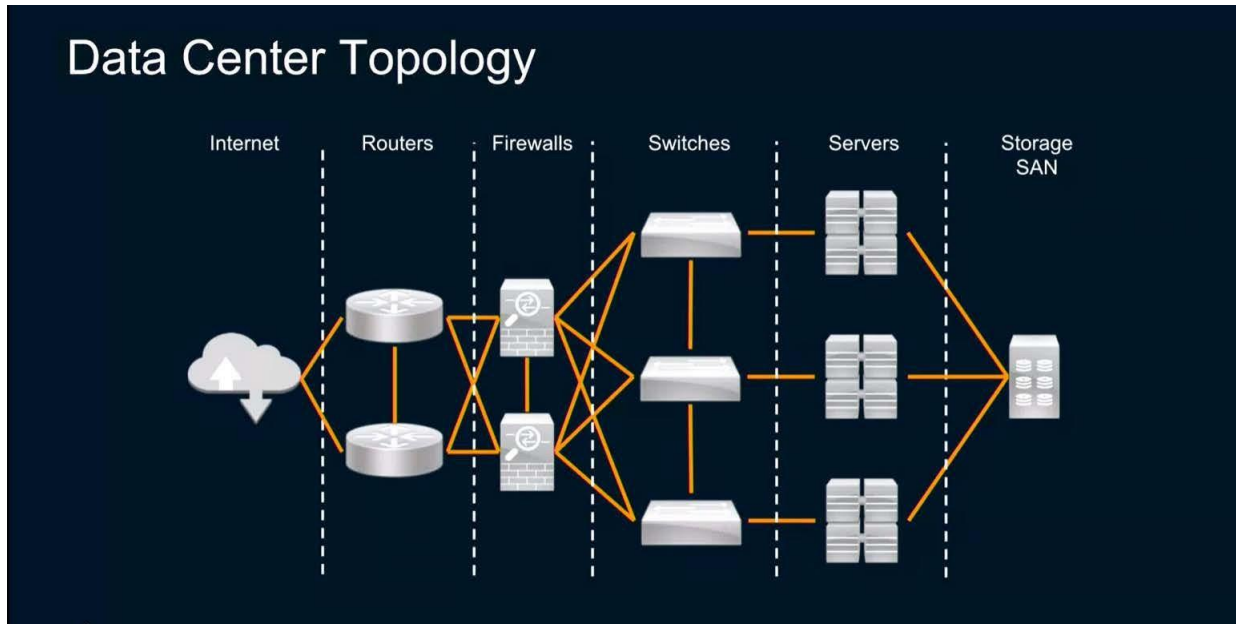 Data Center Topology
Internet
Routers
Firewalls
Switches
Servers
Storage
SAN